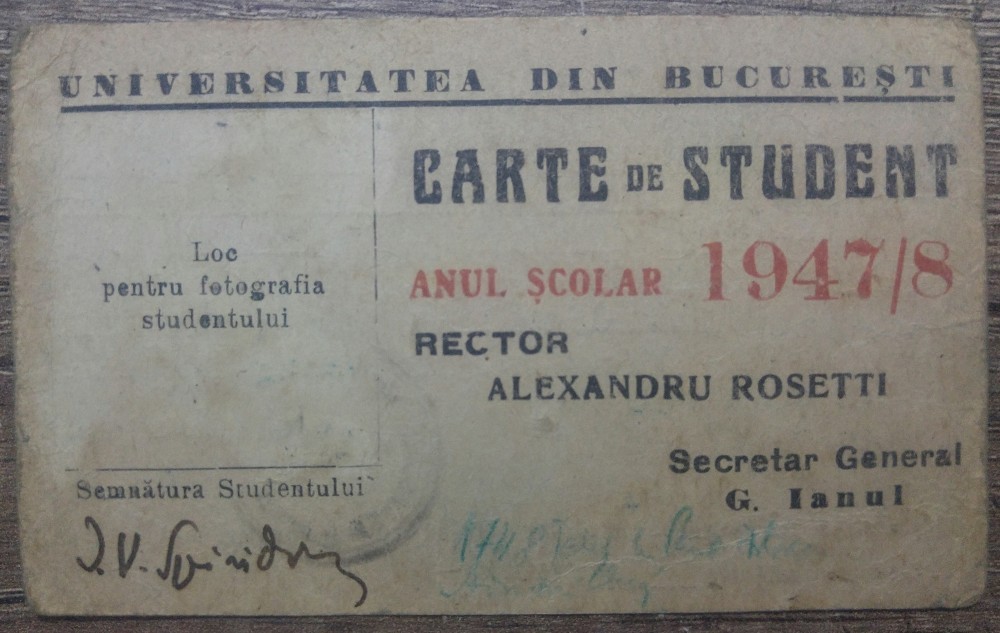 UNIVERSITATEA DIN BUCUREȘTI
CARTE DE STUDENT
ANUL ȘCOLAR 1947/8
RECTOR
ALEXANDRU ROSETTI
Secretar General
G. Ianul
Loc
pentru fotografia
studentului
Semnătura Studentului
I. V. Spiridon